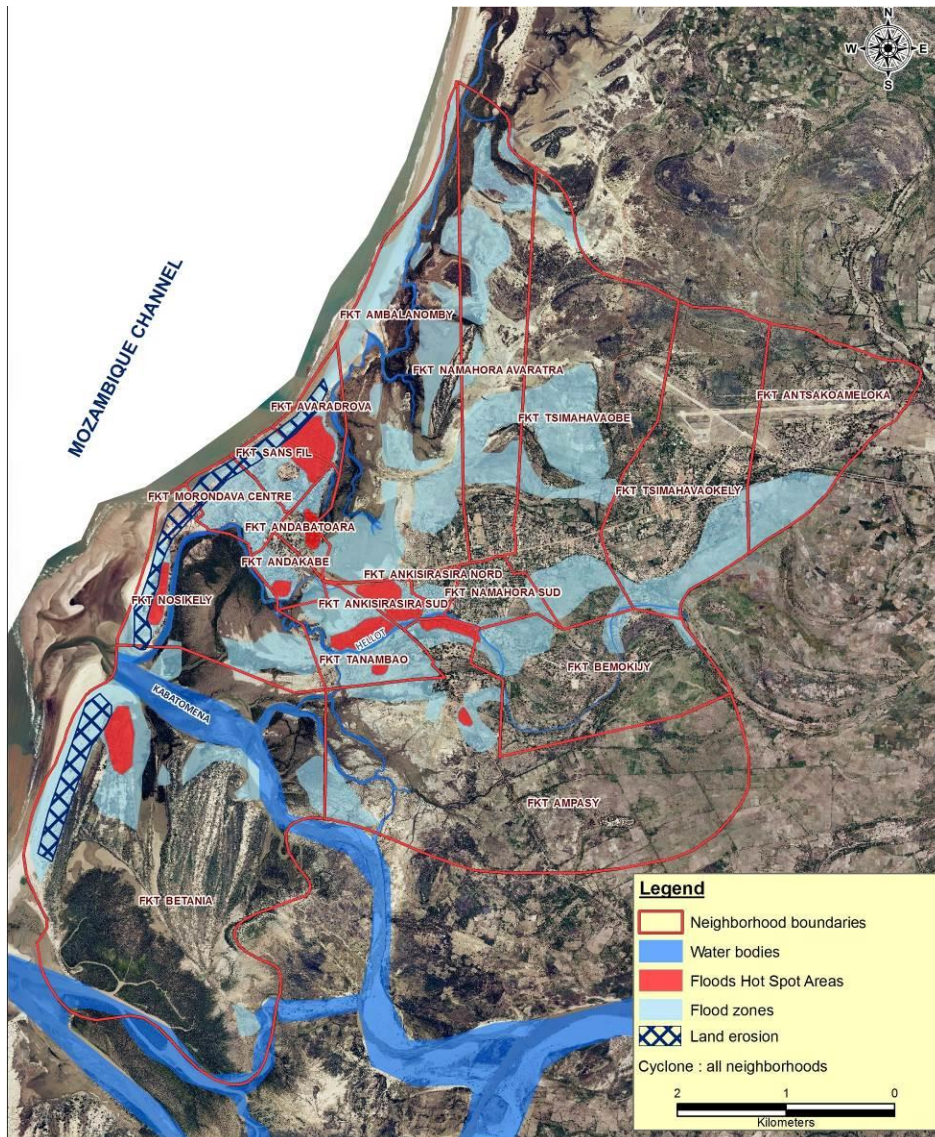 N
W E
S
MOZAMBIQUE CHANNEL
FKT AMBALANOMBY
FKT NAMAHORA AVARATRA
FKT ANTSAKOAMELOKA
FKT AVARADROVA
FKT TSIMAHAVAOBE
FKT SANS FIL
FKT TSIMAHAVAOKELY
FKT MORONDAVA CENTRE
FKT ANDABATOARA
FKT ANDAKABE
FKT ANKISIRASIRA NORD
FKT NAMAHORA SUD
FKT NOSIKELY
FKT ANKISIRASIRA SUD
HELLOT
FKT TANAMBAO
FKT BEMOKIJY
KABATOMENA
FKT AMPASY
FKT BETANIA
Legend
Neighborhood boundaries
Water bodies
Floods Hot Spot Areas
Flood zones
Land erosion
Cyclone : all neighborhoods
2 1 0
Kilometers